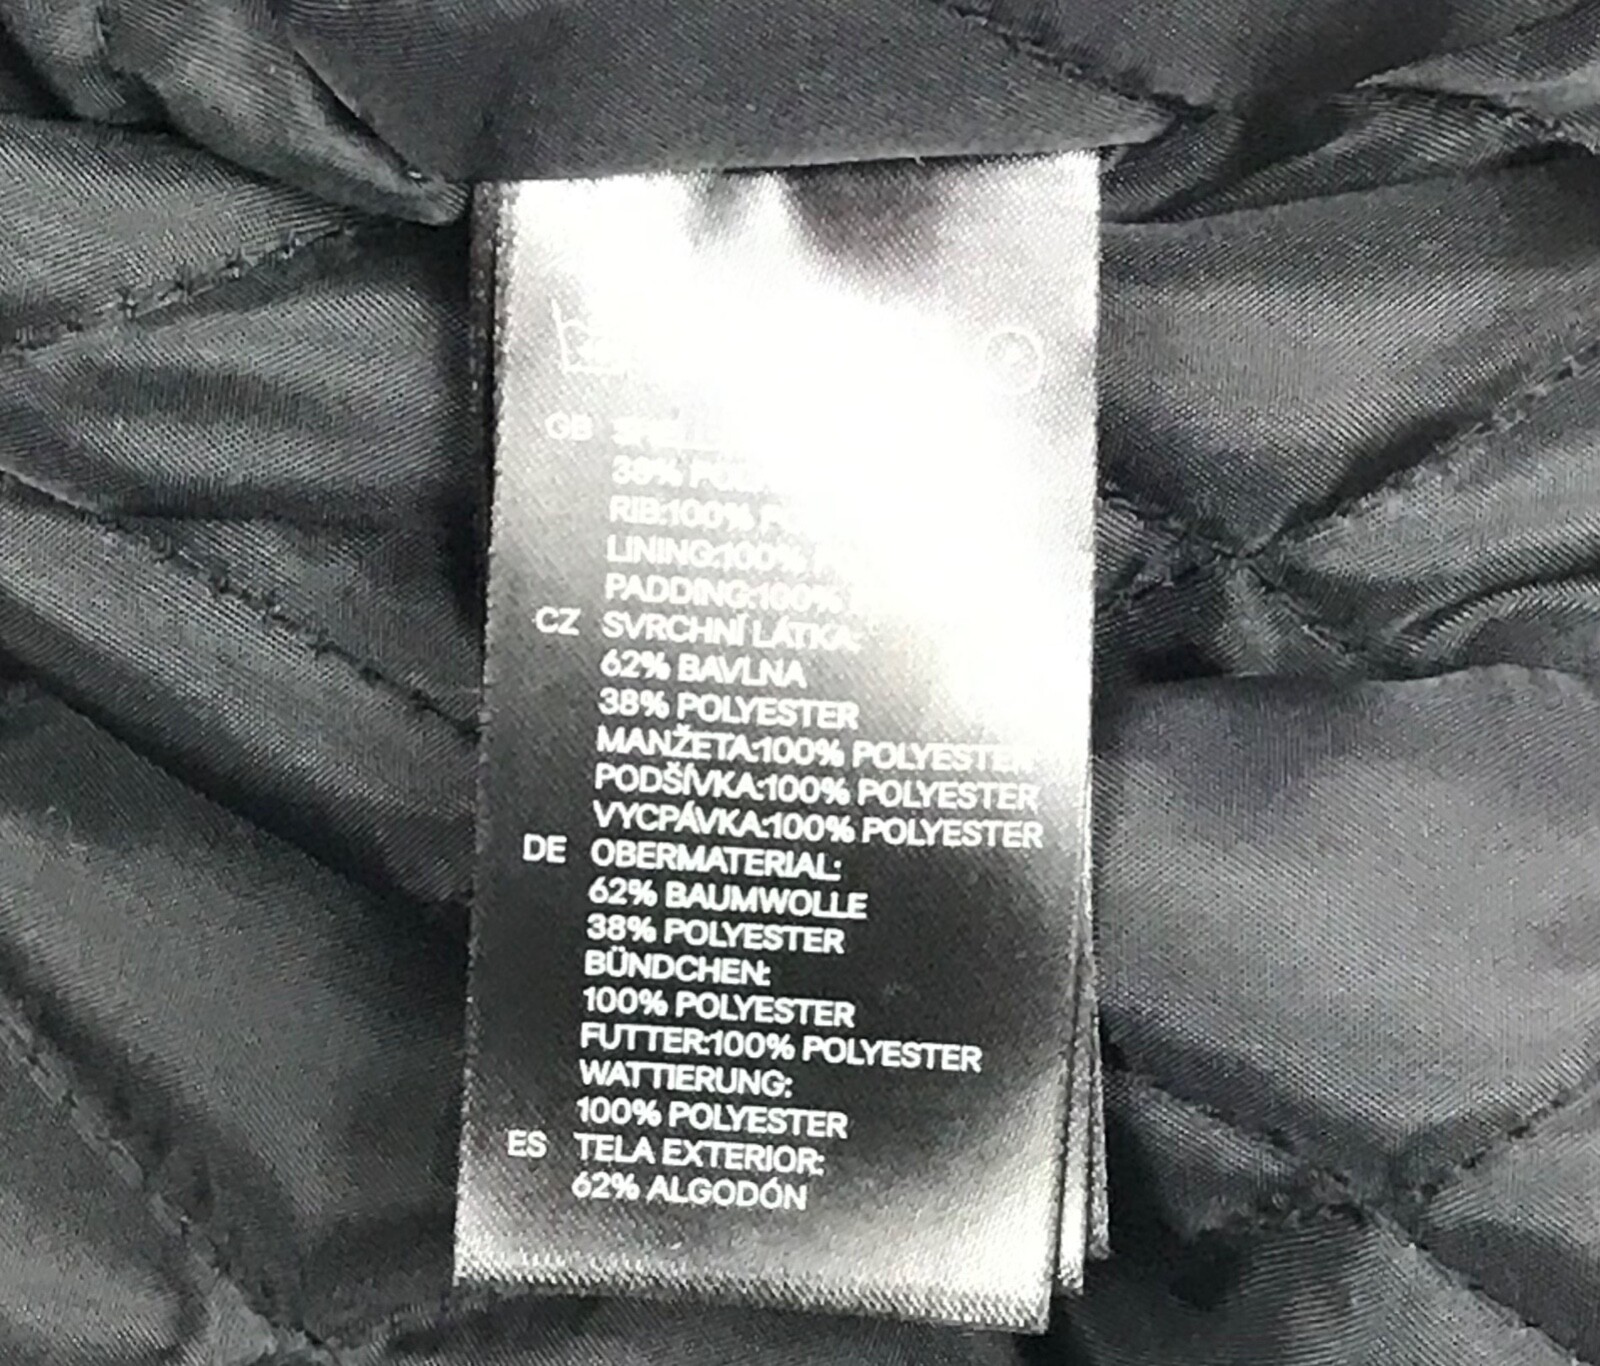 GB
38%
RIB:100%
LINING:100%
PADDING:100%
CZ SVRCHNÍ LÁTKA:
62% BAVLNA
38% POLYESTER
MANŽETA:100% POLYESTER
PODŠÍVKA:100% POLYESTER
VYCPÁVKA:100% POLYESTER
DE OBERMATERIAL:
62% BAUMWOLLE
38% POLYESTER
BÜNDCHEN:
100% POLYESTER
FUTTER:100% POLYESTER
WATTIERUNG:
100% POLYESTER
ES TELA EXTERIOR:
62% ALGODÓN